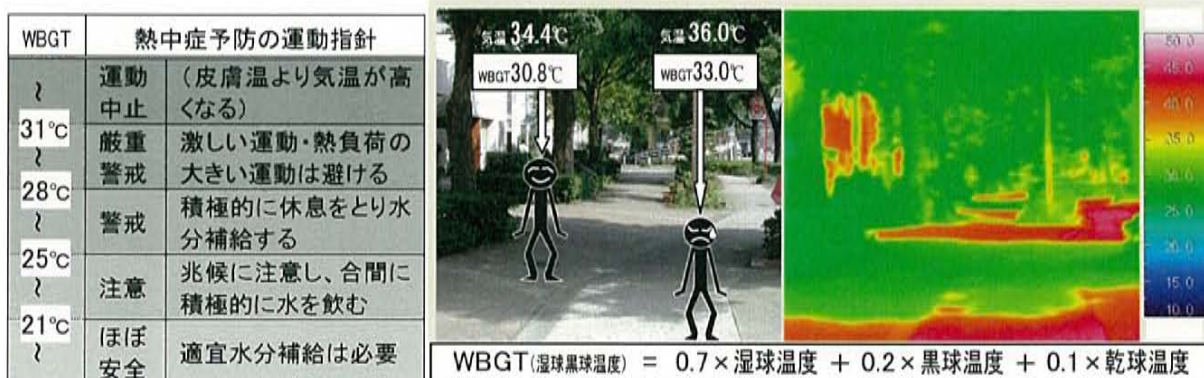 WBGT 熱中症予防の運動指針
～
運動中止
(皮膚温より気温が高
くなる)
31℃
～
厳重警戒
激しい運動・熱負荷の
大きい運動は避ける
28℃
～
警戒
積極的に休息をとり水
分補給する
25℃
～
注意
兆候に注意し、合間に
積極的に水を飲む
21℃
～
ほぼ安全
適宜水分補給は必要
気温34.4℃
WBGT30.8℃
気温36.0℃
WBGT33.0℃
50.0
45.0
40.0
35.0
30.0
25.0
20.0
15.0
10.0
WBGT(湿球黒球温度) = 0.7×湿球温度 + 0.2×黒球温度 + 0.1×乾球温度